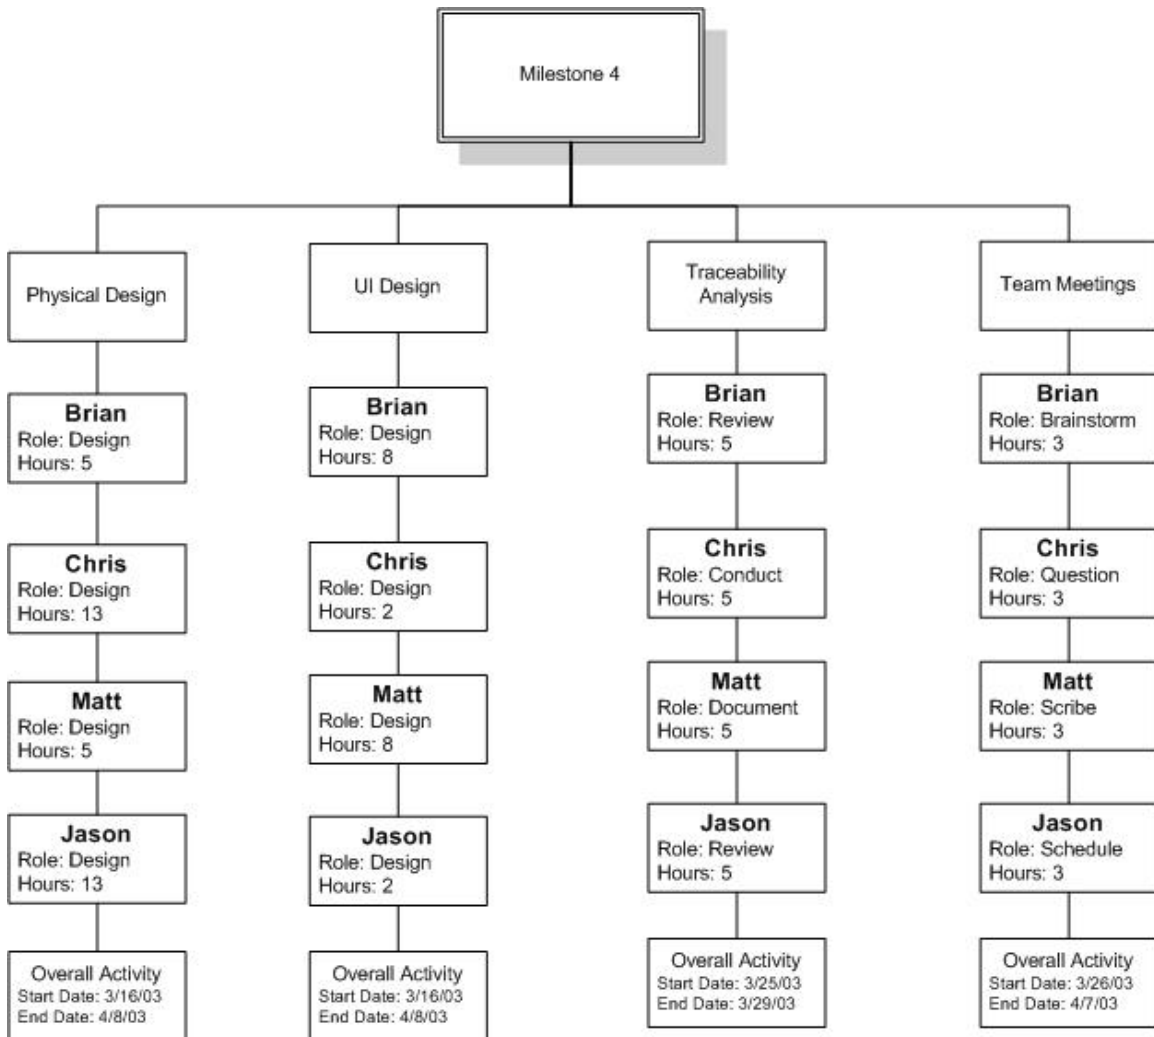 Milestone 4
Physical Design
Brian
Role: Design
Hours: 5
Chris
Role: Design
Hours: 13
Matt
Role: Design
Hours: 5
Jason
Role: Design
Hours: 13
Overall Activity
Start Date: 3/16/03
End Date: 4/8/03
UI Design
Brian
Role: Design
Hours: 8
Chris
Role: Design
Hours: 2
Matt
Role: Design
Hours: 8
Jason
Role: Design
Hours: 2
Overall Activity
Start Date: 3/16/03
End Date: 4/8/03
Traceability
Analysis
Brian
Role: Review
Hours: 5
Chris
Role: Conduct
Hours: 5
Matt
Role: Document
Hours: 5
Jason
Role: Review
Hours: 5
Overall Activity
Start Date: 3/25/03
End Date: 3/29/03
Team Meetings
Brian
Role: Brainstorm
Hours: 3
Chris
Role: Question
Hours: 3
Matt
Role: Scribe
Hours: 3
Jason
Role: Schedule
Hours: 3
Overall Activity
Start Date: 3/26/03
End Date: 4/7/03